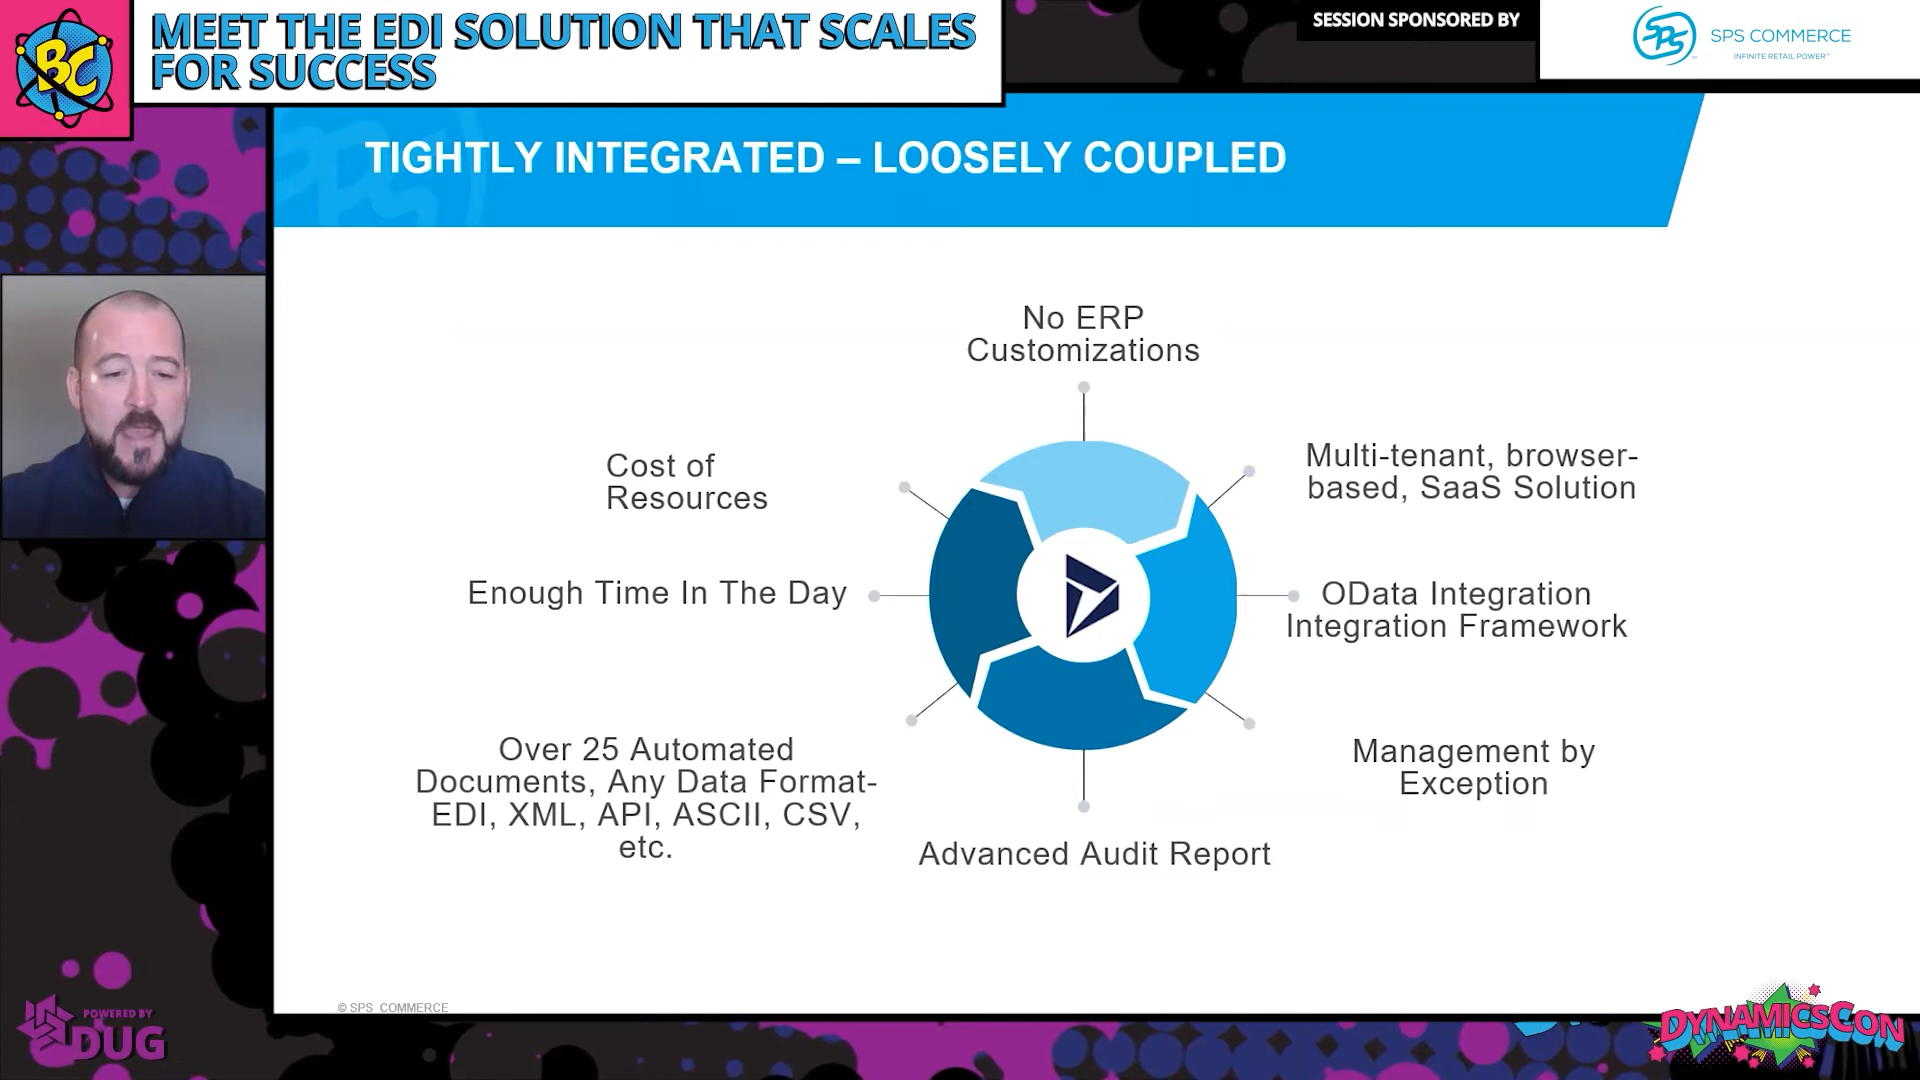 BC
MEET THE EDI SOLUTION THAT SCALES
FOR SUCCESS
SESSION SPONSORED BY
SPS
SPS COMMERCE
INFINITE RETAIL POWER™
TIGHTLY INTEGRATED – LOOSELY COUPLED
No ERP
Customizations
Cost of
Resources
Multi-tenant, browser-
based, SaaS Solution
Enough Time In The Day
OData Integration
Integration Framework
Over 25 Automated
Documents, Any Data Format-
EDI, XML, API, ASCII, CSV,
etc.
Management by
Exception
Advanced Audit Report
© SPS COMMERCE
POWERED BY
DUG
DYNAMICSCON